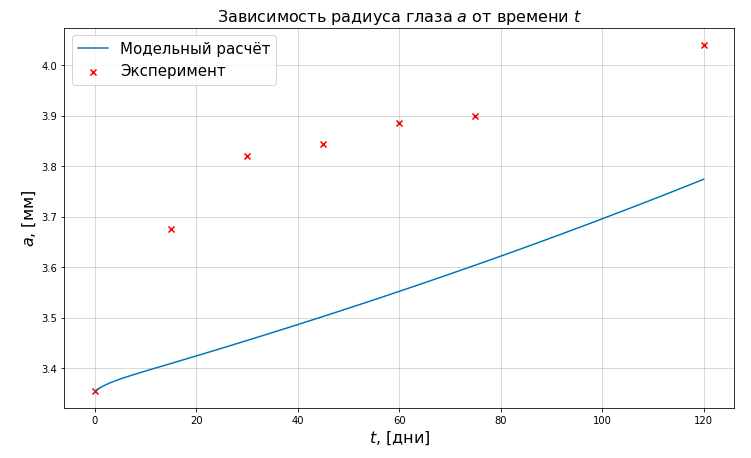 Зависимость радиуса глаза a от времени t
Модельный расчёт
Эксперимент
a, [мм]
4.0
3.9
3.8
3.7
3.6
3.5
3.4
0 20 40 60 80 100 120
t, [дни]